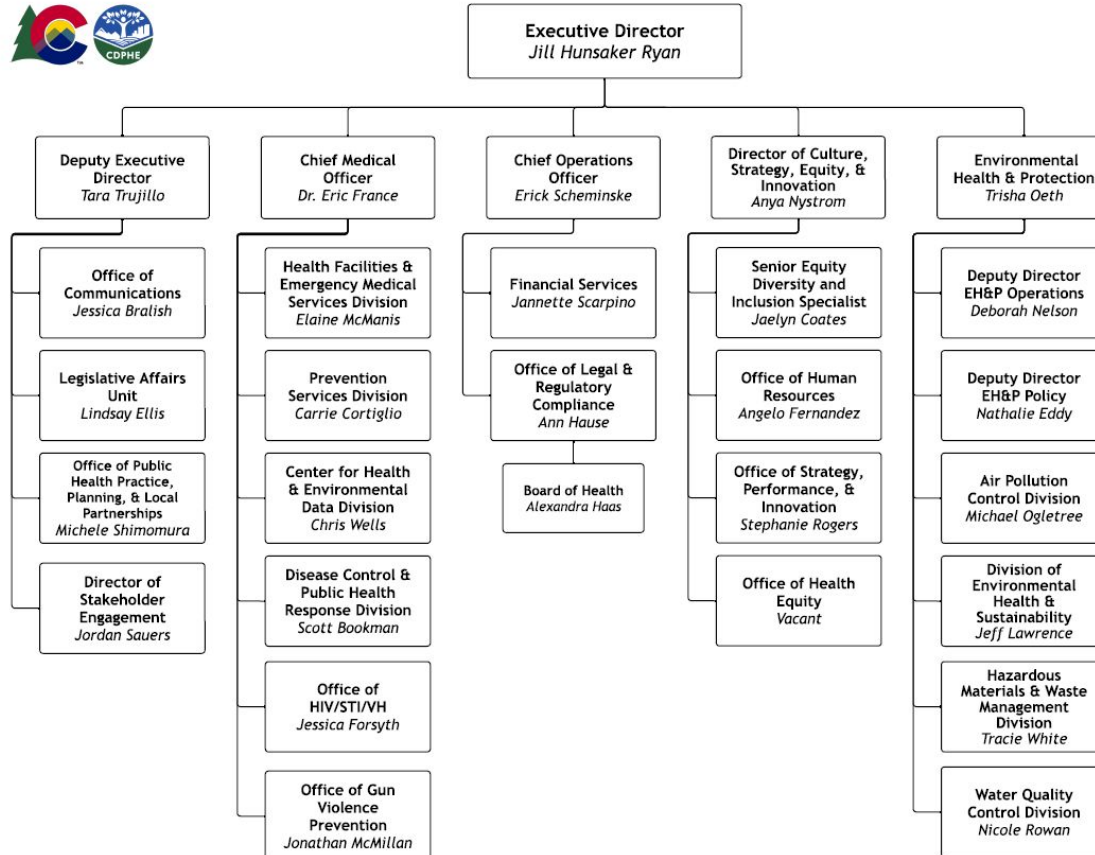 CDPHE
Executive Director
Jill Hunsaker Ryan
Deputy Executive
Director
Tara Trujillo
Chief Medical
Officer
Dr. Eric France
Chief Operations
Officer
Erick Scheminske
Director of Culture,
Strategy, Equity, &
Innovation
Anya Nystrom
Environmental
Health & Protection
Trisha Oeth
Office of
Communications
Jessica Bralish
Legislative Affairs
Unit
Lindsay Ellis
Office of Public
Health Practice,
Planning, & Local
Partnerships
Michele Shimomura
Director of
Stakeholder
Engagement
Jordan Sauers
Health Facilities &
Emergency Medical
Services Division
Elaine McManis
Prevention
Services Division
Carrie Cortiglio
Center for Health
& Environmental
Data Division
Chris Wells
Disease Control &
Public Health
Response Division
Scott Bookman
Office of
HIV/STI/VH
Jessica Forsyth
Office of Gun
Violence
Prevention
Jonathan McMillan
Financial Services
Jannette Scarpino
Office of Legal &
Regulatory
Compliance
Ann Hause
Board of Health
Alexandra Haas
Senior Equity
Diversity and
Inclusion Specialist
Jaelyn Coates
Office of Human
Resources
Angelo Fernandez
Office of Strategy,
Performance, &
Innovation
Stephanie Rogers
Office of Health
Equity
Vacant
Deputy Director
EH&P Operations
Deborah Nelson
Deputy Director
EH&P Policy
Nathalie Eddy
Air Pollution
Control Division
Michael Ogletree
Division of
Environmental
Health &
Sustainability
Jeff Lawrence
Hazardous
Materials & Waste
Management
Division
Tracie White
Water Quality
Control Division
Nicole Rowan